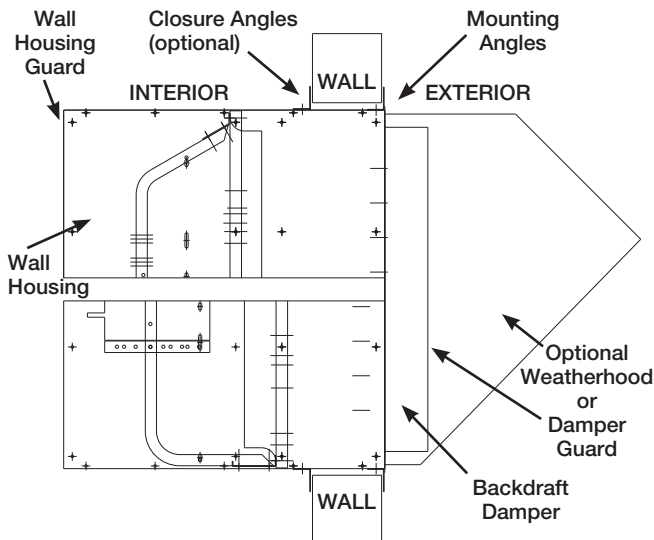 Wall
Housing
Guard
Closure Angles
(optional)
Mounting
Angles
WALL
INTERIOR
EXTERIOR
Wall
Housing
Optional
Weatherhood
or
Damper
Guard
Backdraft
Damper
WALL